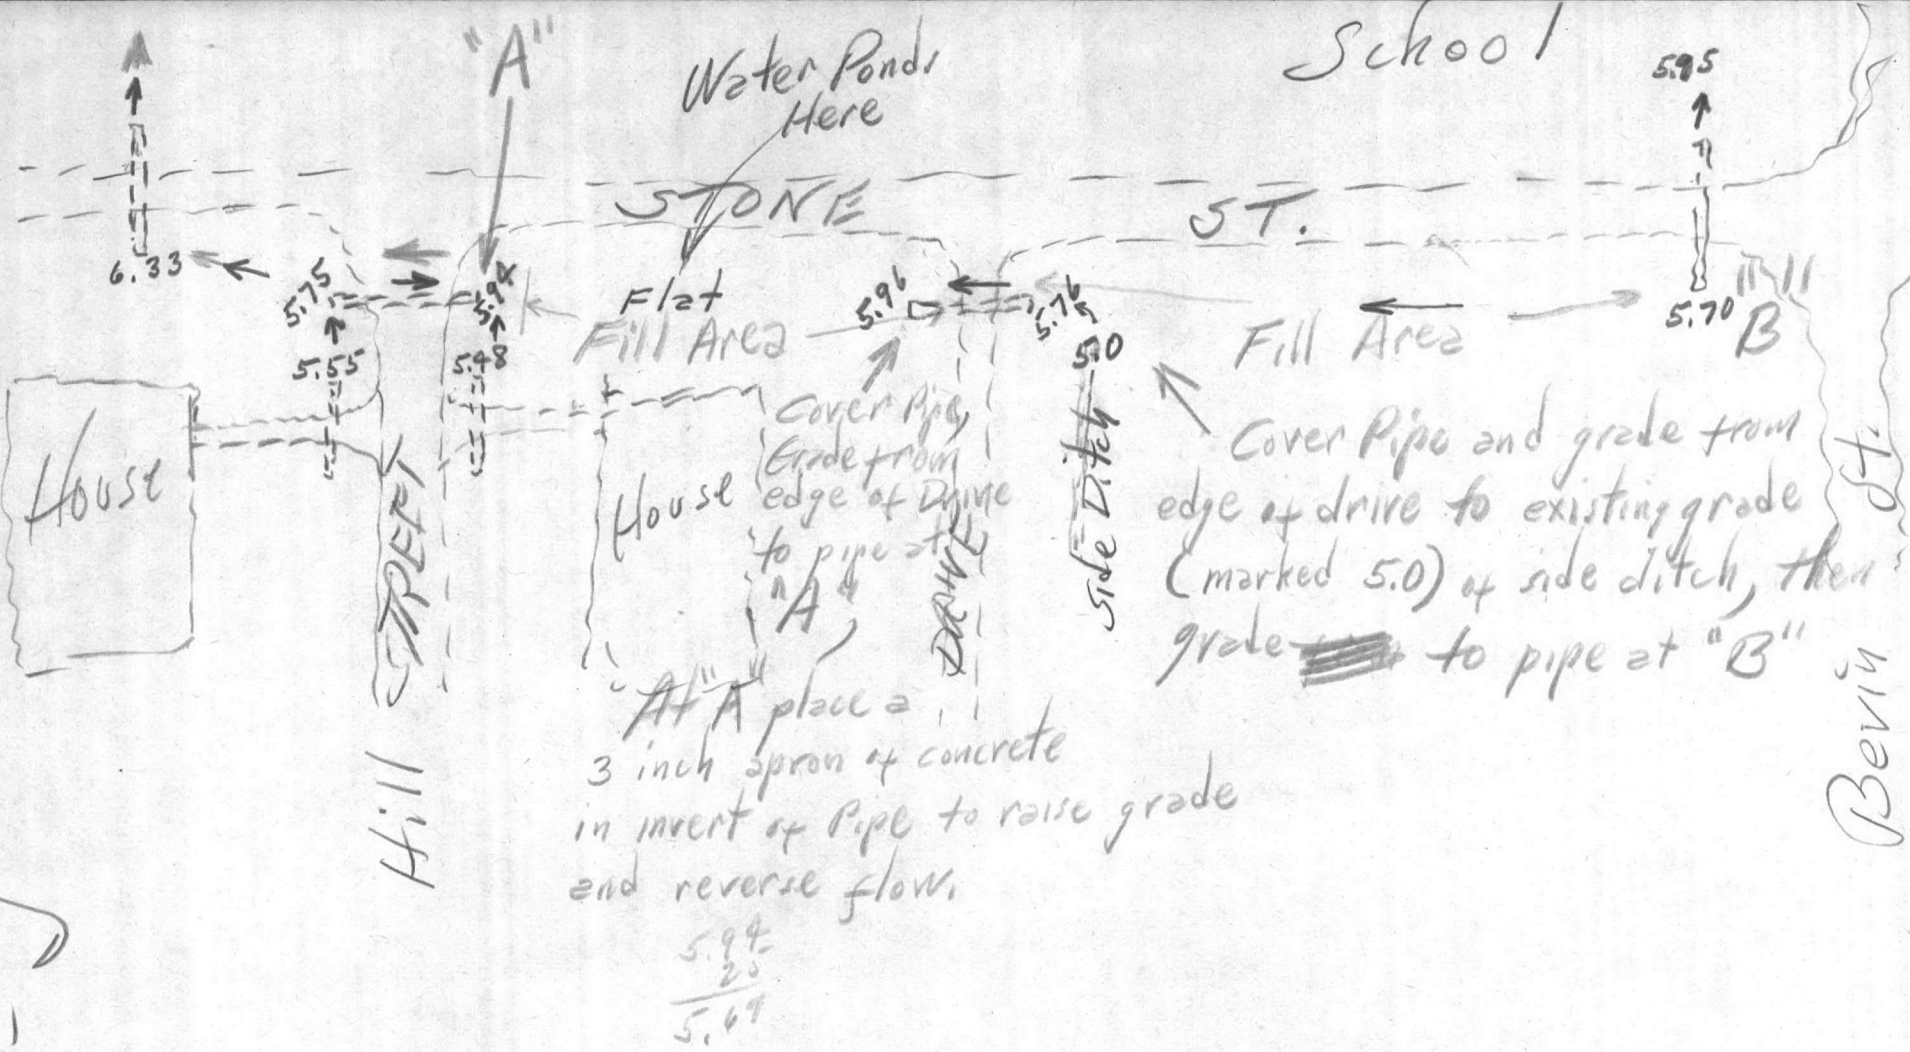 "A"
Water Ponds
Here
School
5.95
STONE ST.
6.33
5.75
5.94
Flat
5.96
5.76
5.70
"B"
Fill Area
Fill Area
5.0
5.55
5.48
House
House
Hill STREET
DRIVE
Side Ditch
Bevin St.
Cover Pipe,
Grade from
edge of Drive
to pipe at
"A",
Cover Pipe and grade from
edge of drive to existing grade
(marked 5.0) of side ditch, then
grade to pipe at "B"
At "A" place a
3 inch apron of concrete
in invert of Pipe to raise grade
and reverse flow.
5.94
25
5.69